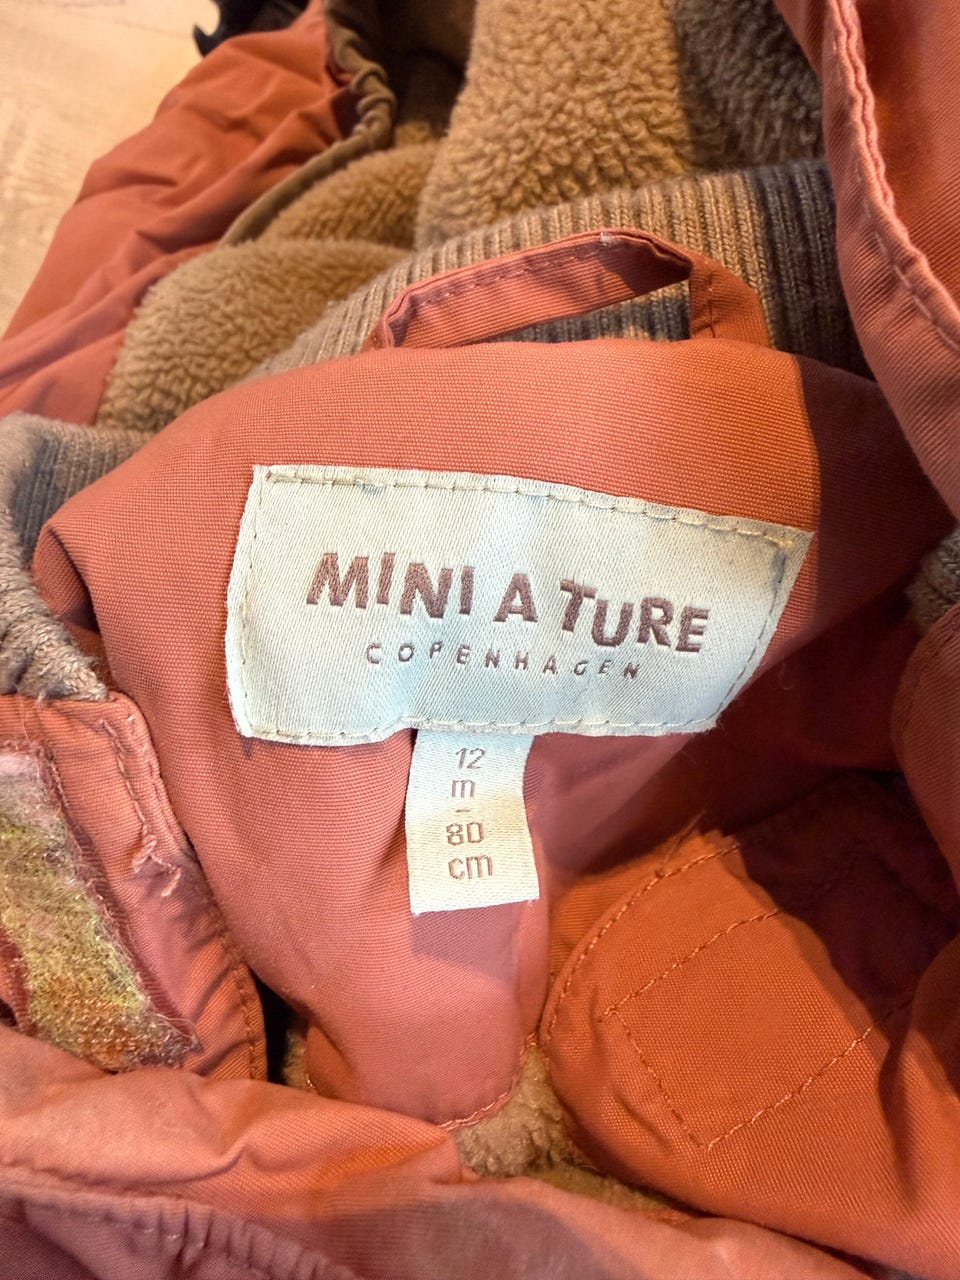 MINI A TURE
COPENHAGEN
12
m
-
80
cm